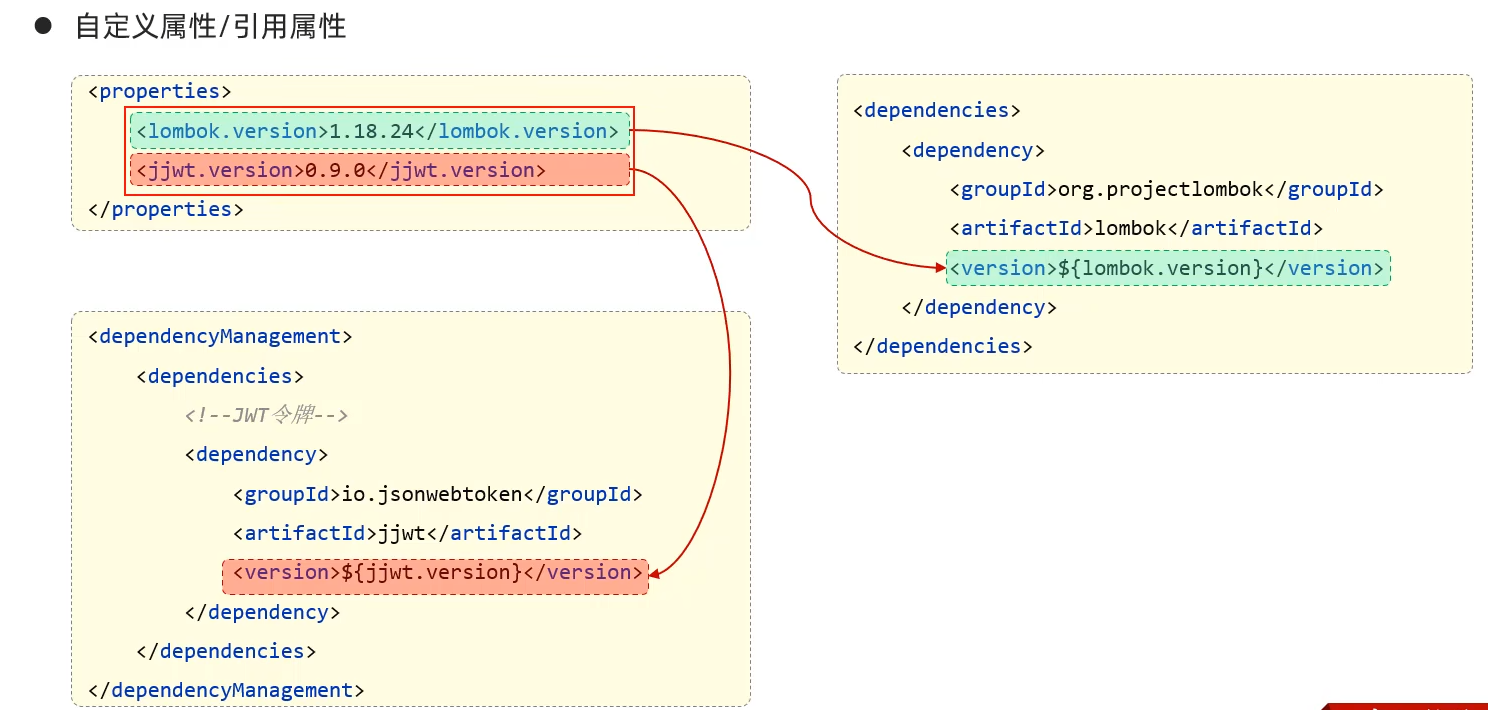 ● 自定义属性/引用属性
<properties>
<lombok.version>1.18.24</lombok.version>
<jjwt.version>0.9.0</jjwt.version>
</properties>
<dependencyManagement>
<dependencies>
<!--JWT令牌-->
<dependency>
<groupId>io.jsonwebtoken</groupId>
<artifactId>jjwt</artifactId>
<version>${jjwt.version}</version>
</dependency>
</dependencies>
</dependencyManagement>
<dependencies>
<dependency>
<groupId>org.projectlombok</groupId>
<artifactId>lombok</artifactId>
<version>${lombok.version}</version>
</dependency>
</dependencies>